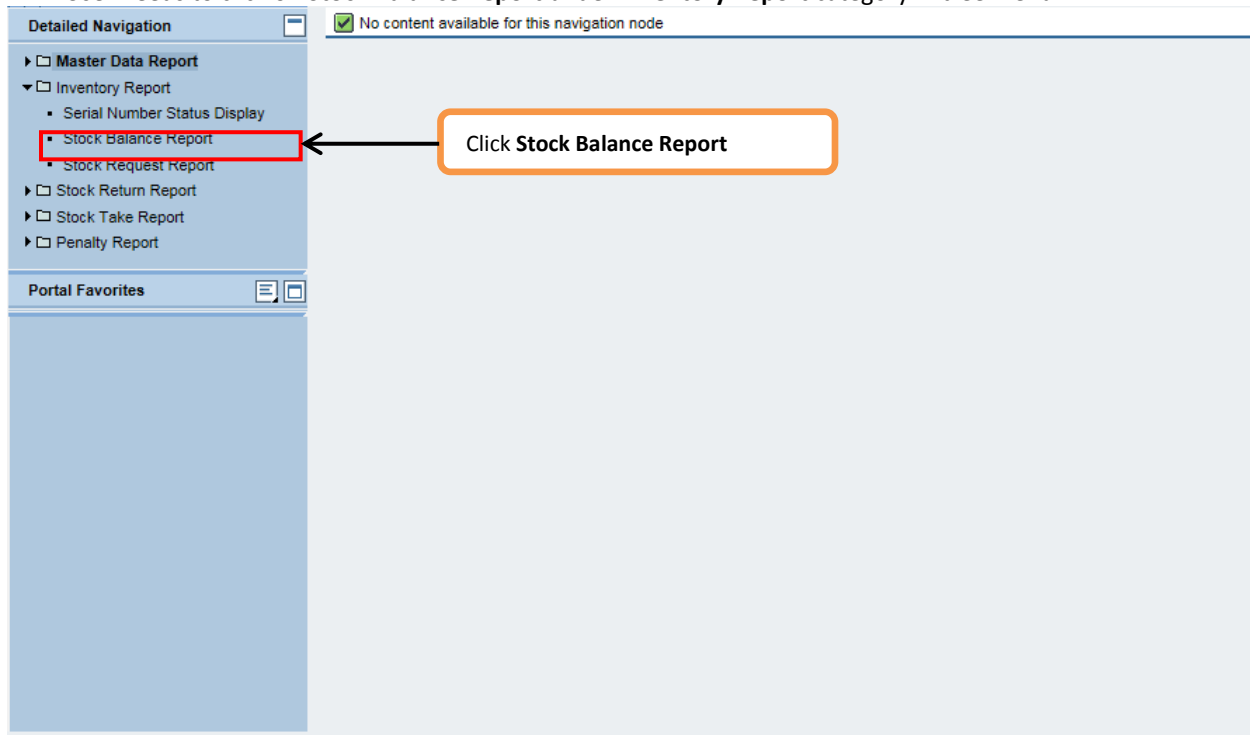 Detailed Navigation
No content available for this navigation node
Master Data Report
Inventory Report
Serial Number Status Display
Stock Balance Report
Click Stock Balance Report
Stock Request Report
Stock Return Report
Stock Take Report
Penalty Report
Portal Favorites